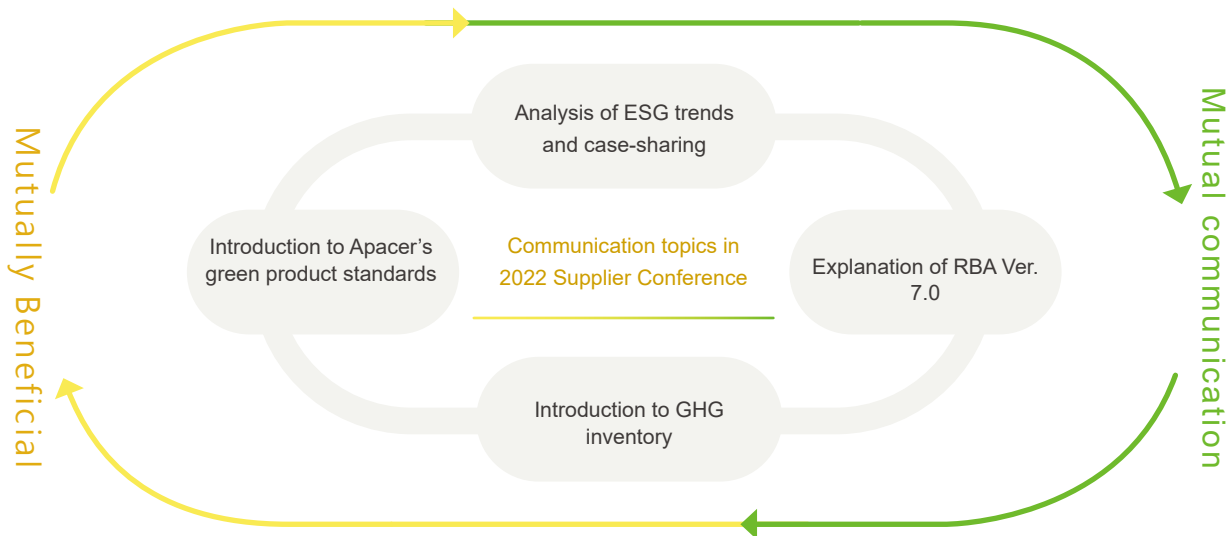 Mutually Beneficial
Analysis of ESG trends
and case-sharing
Introduction to Apacer’s
green product standards
Communication topics in
2022 Supplier Conference
Explanation of RBA Ver.
7.0
Introduction to GHG
inventory
Mutual communication